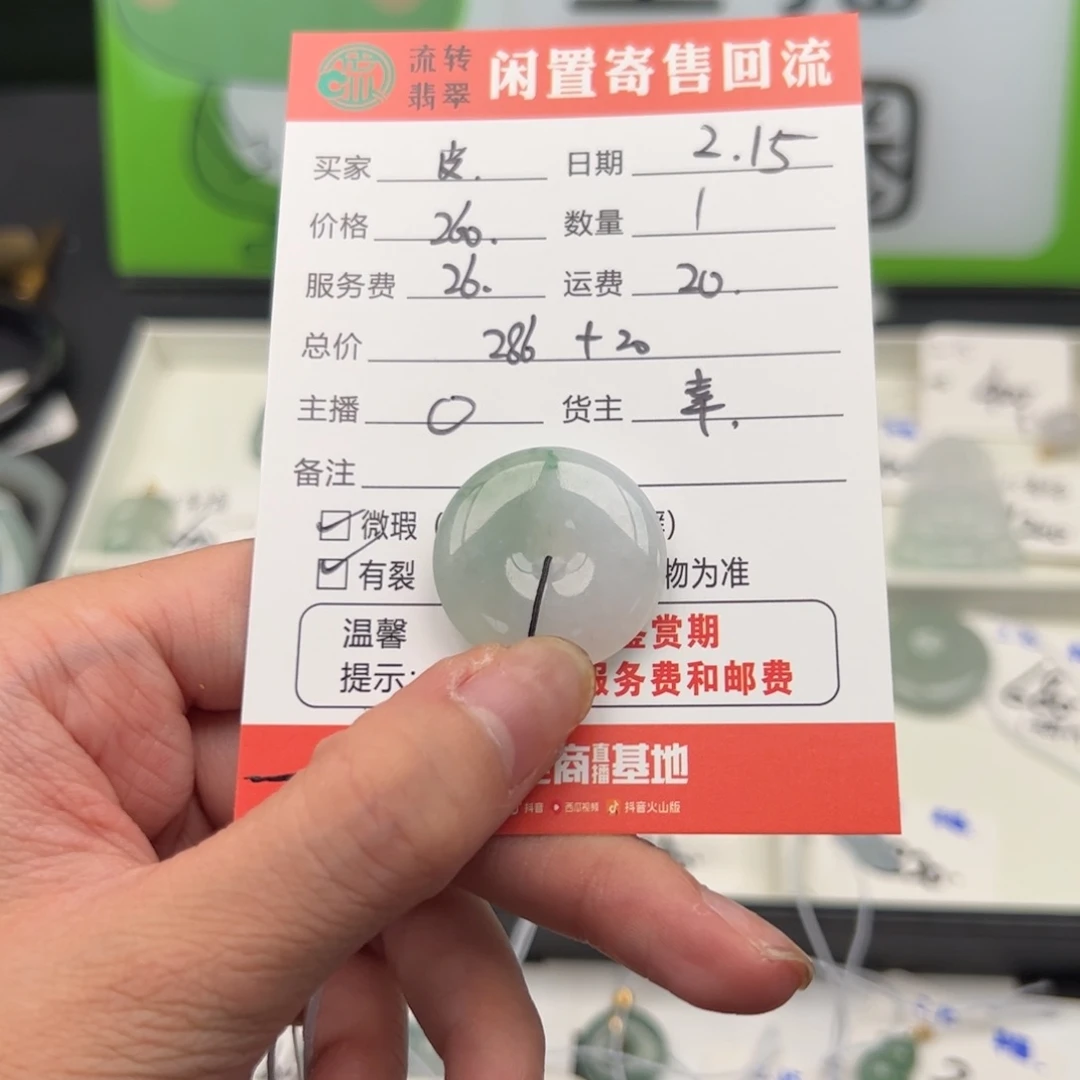 流转
翡翠
闲置寄售回流
买家 皮. 日期 2.15
价格 260. 数量 1
服务费 26. 运费 20.
总价 286 + 20
主播 0 货主 幸.
备注
微瑕 (
有裂 物为准
温馨 鉴赏期
提示: 服务费和邮费
商直播基地
抖音 西瓜视频 抖音火山版